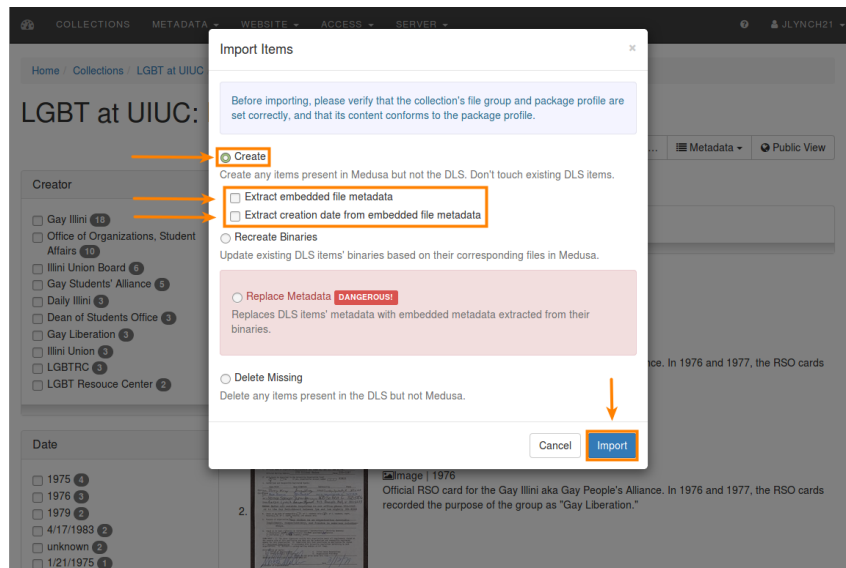 COLLECTIONS METADATA WEBSITE ACCESS SERVER JLYNCH21
Import Items ×
Home / Collections / LGBT at UIUC
Before importing, please verify that the collection's file group and package profile are
set correctly, and that its content conforms to the package profile.
LGBT at UIUC:
... Metadata Public View
Create
Create any items present in Medusa but not the DLS. Don't touch existing DLS items.
Extract embedded file metadata
Extract creation date from embedded file metadata
Recreate Binaries
Update existing DLS items' binaries based on their corresponding files in Medusa.
Replace Metadata DANGEROUS!
Replaces DLS items' metadata with embedded metadata extracted from their
binaries.
Delete Missing
Delete any items present in the DLS but not Medusa.
Cancel Import
Creator
Gay Illini 18
Office of Organizations, Student
Affairs 10
Illini Union Board 6
Gay Students' Alliance 5
Daily Illini 3
Dean of Students Office 3
Gay Liberation 3
Illini Union 3
LGBTRC 3
LGBT Resouce Center 2
Date
1975 4
1976 3
1979 2
4/17/1983 2
unknown 2
1/21/1975 1
nce. In 1976 and 1977, the RSO cards
2.
Image | 1976
Official RSO card for the Gay Illini aka Gay People's Alliance. In 1976 and 1977, the RSO cards
recorded the purpose of the group as "Gay Liberation."